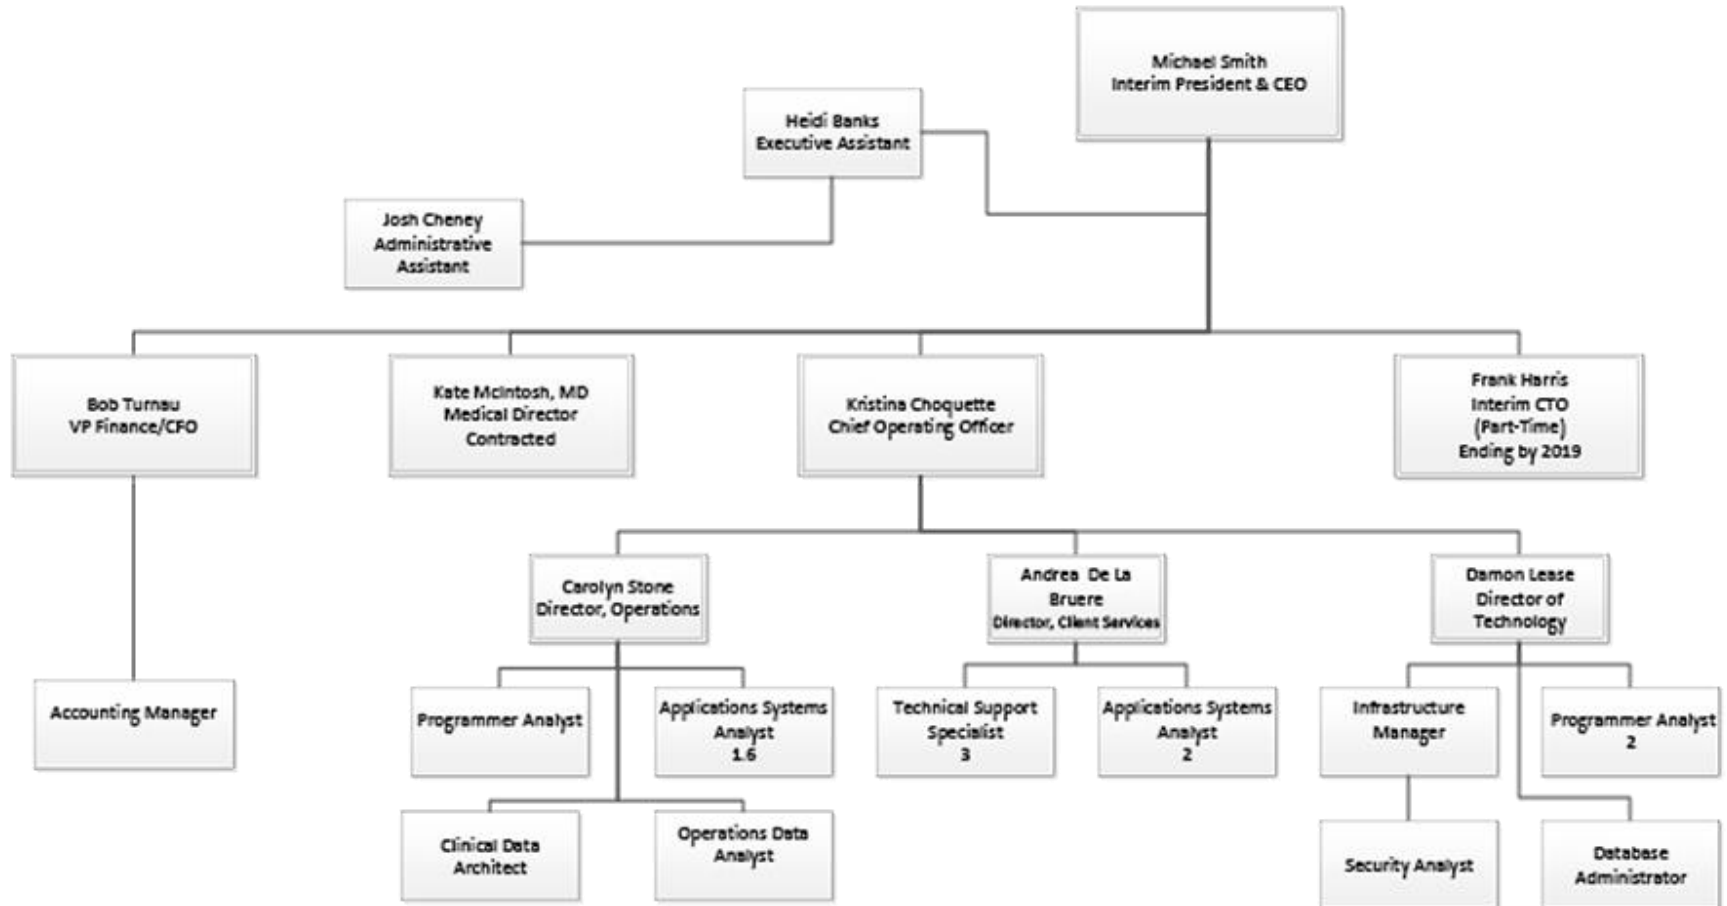 Michael Smith
Interim President & CEO
Heidi Banks
Executive Assistant
Josh Cheney
Administrative
Assistant
Bob Turnau
VP Finance/CFO
Kate McIntosh, MD
Medical Director
Contracted
Kristina Choquette
Chief Operating Officer
Frank Harris
Interim CTO
(Part-Time)
Ending by 2019
Carolyn Stone
Director, Operations
Andrea De La
Bruere
Director, Client Services
Damon Lease
Director of
Technology
Accounting Manager
Programmer Analyst
Applications Systems
Analyst
1.6
Technical Support
Specialist
3
Applications Systems
Analyst
2
Infrastructure
Manager
Programmer Analyst
2
Clinical Data
Architect
Operations Data
Analyst
Security Analyst
Database
Administrator